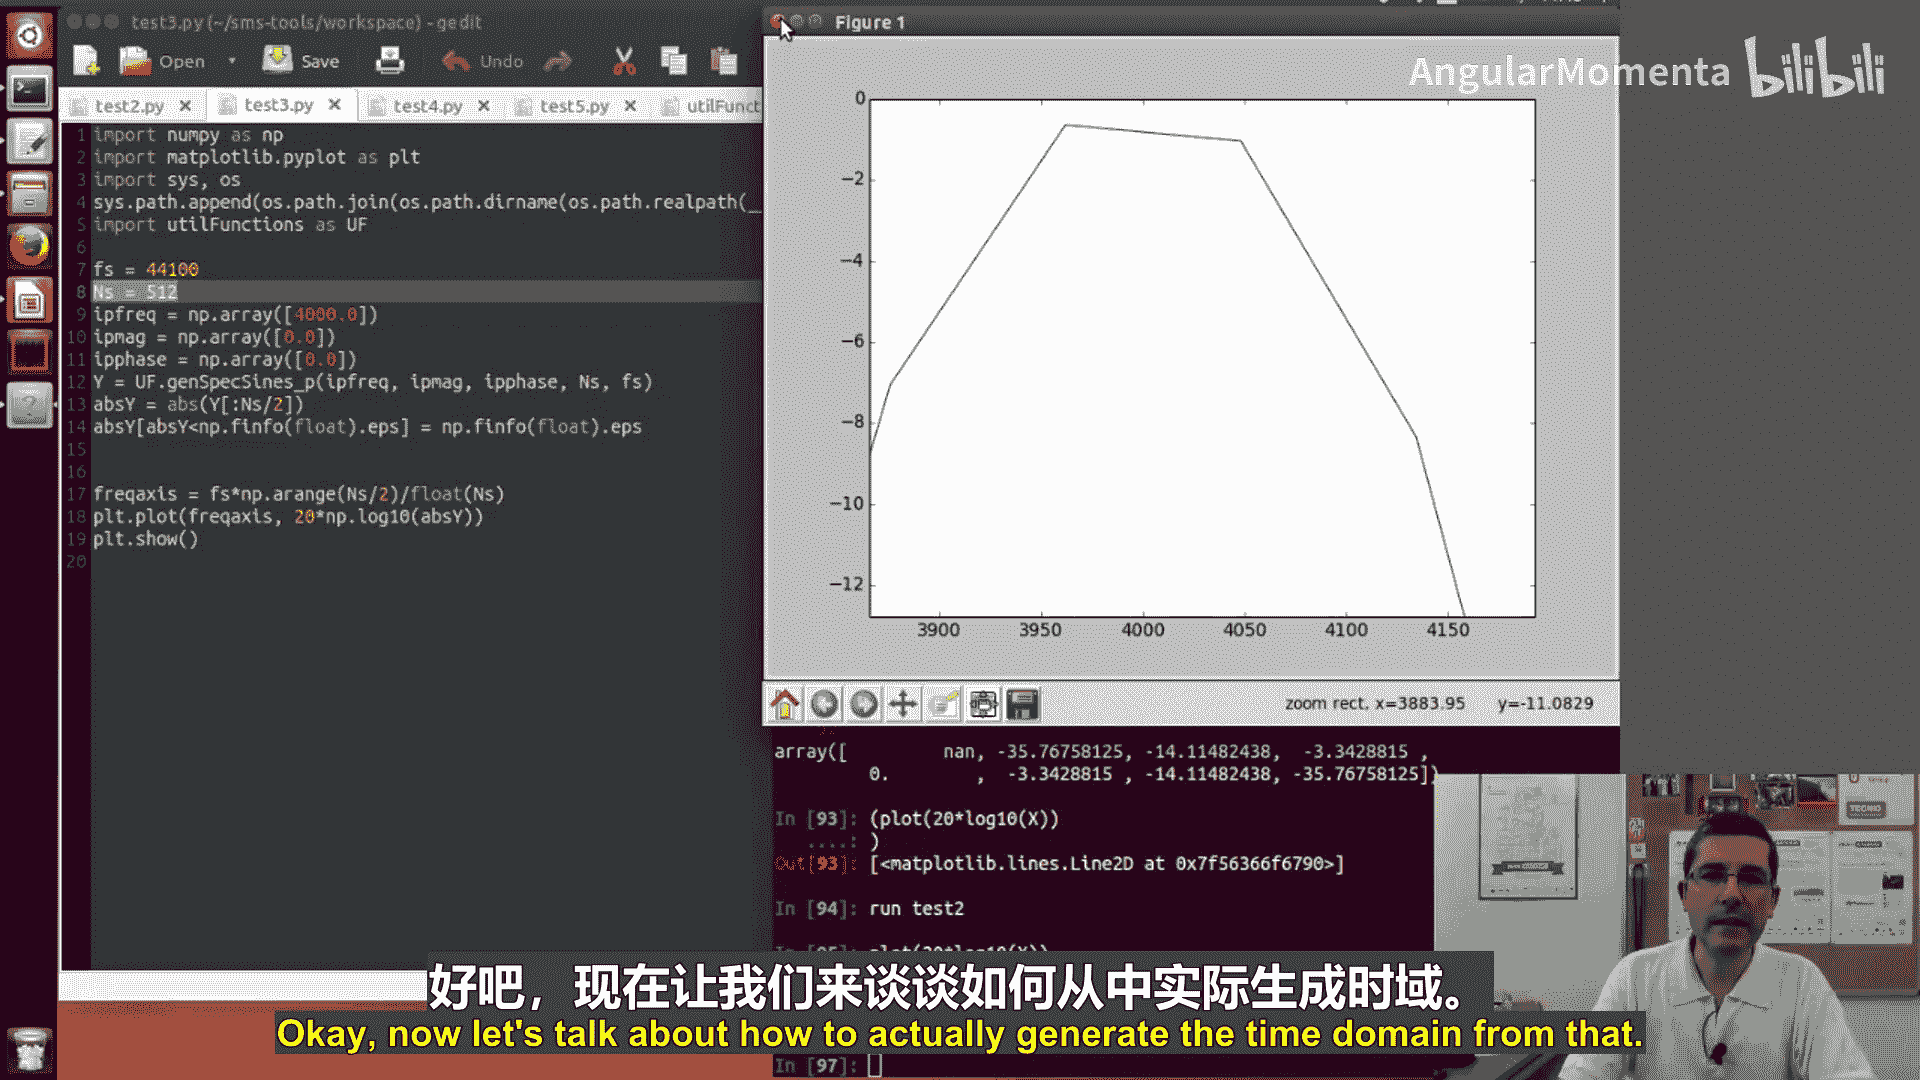 test3.py (~/sms-tools/workspace) - gedit
Open
Save
Undo
test2.py
test3.py
test4.py
test5.py
utilFunct
1 import numpy as np
2 import matplotlib.pyplot as plt
3 import sys, os
4 sys.path.append(os.path.join(os.path.dirname(os.path.realpath(_
5 import utilFunctions as UF
6
7 fs = 44100
8 Ns = 512
9 ipfreq = np.array([4000.0])
10 ipmag = np.array([0.0])
11 ipphase = np.array([0.0])
12 Y = UF.genSpecSines_p(ipfreq, ipmag, ipphase, Ns, fs)
13 absY = abs(Y[:Ns/2])
14 absY[absY<np.finfo(float).eps] = np.finfo(float).eps
15
16
17 freqaxis = fs*np.arange(Ns/2)/float(Ns)
18 plt.plot(freqaxis, 20*np.log10(absY))
19 plt.show()
20
Figure 1
AngularMomenta bilibili
0
−2
−4
−6
−8
−10
−12
3900 3950 4000 4050 4100 4150
zoom rect, x=3883.95 y=-11.0829
array([ nan, -35.76758125, -14.11482438, -3.3428815 ,
0. , -3.3428815 , -14.11482438, -35.76758125])
In [93]: (plot(20*log10(X))
....: )
Out[93]: [<matplotlib.lines.Line2D at 0x7f56366f6790>]
In [94]: run test2
In [97]:
TECNIO
好吧，现在让我们来谈谈如何从中实际生成时域。
Okay, now let's talk about how to actually generate the time domain from that.